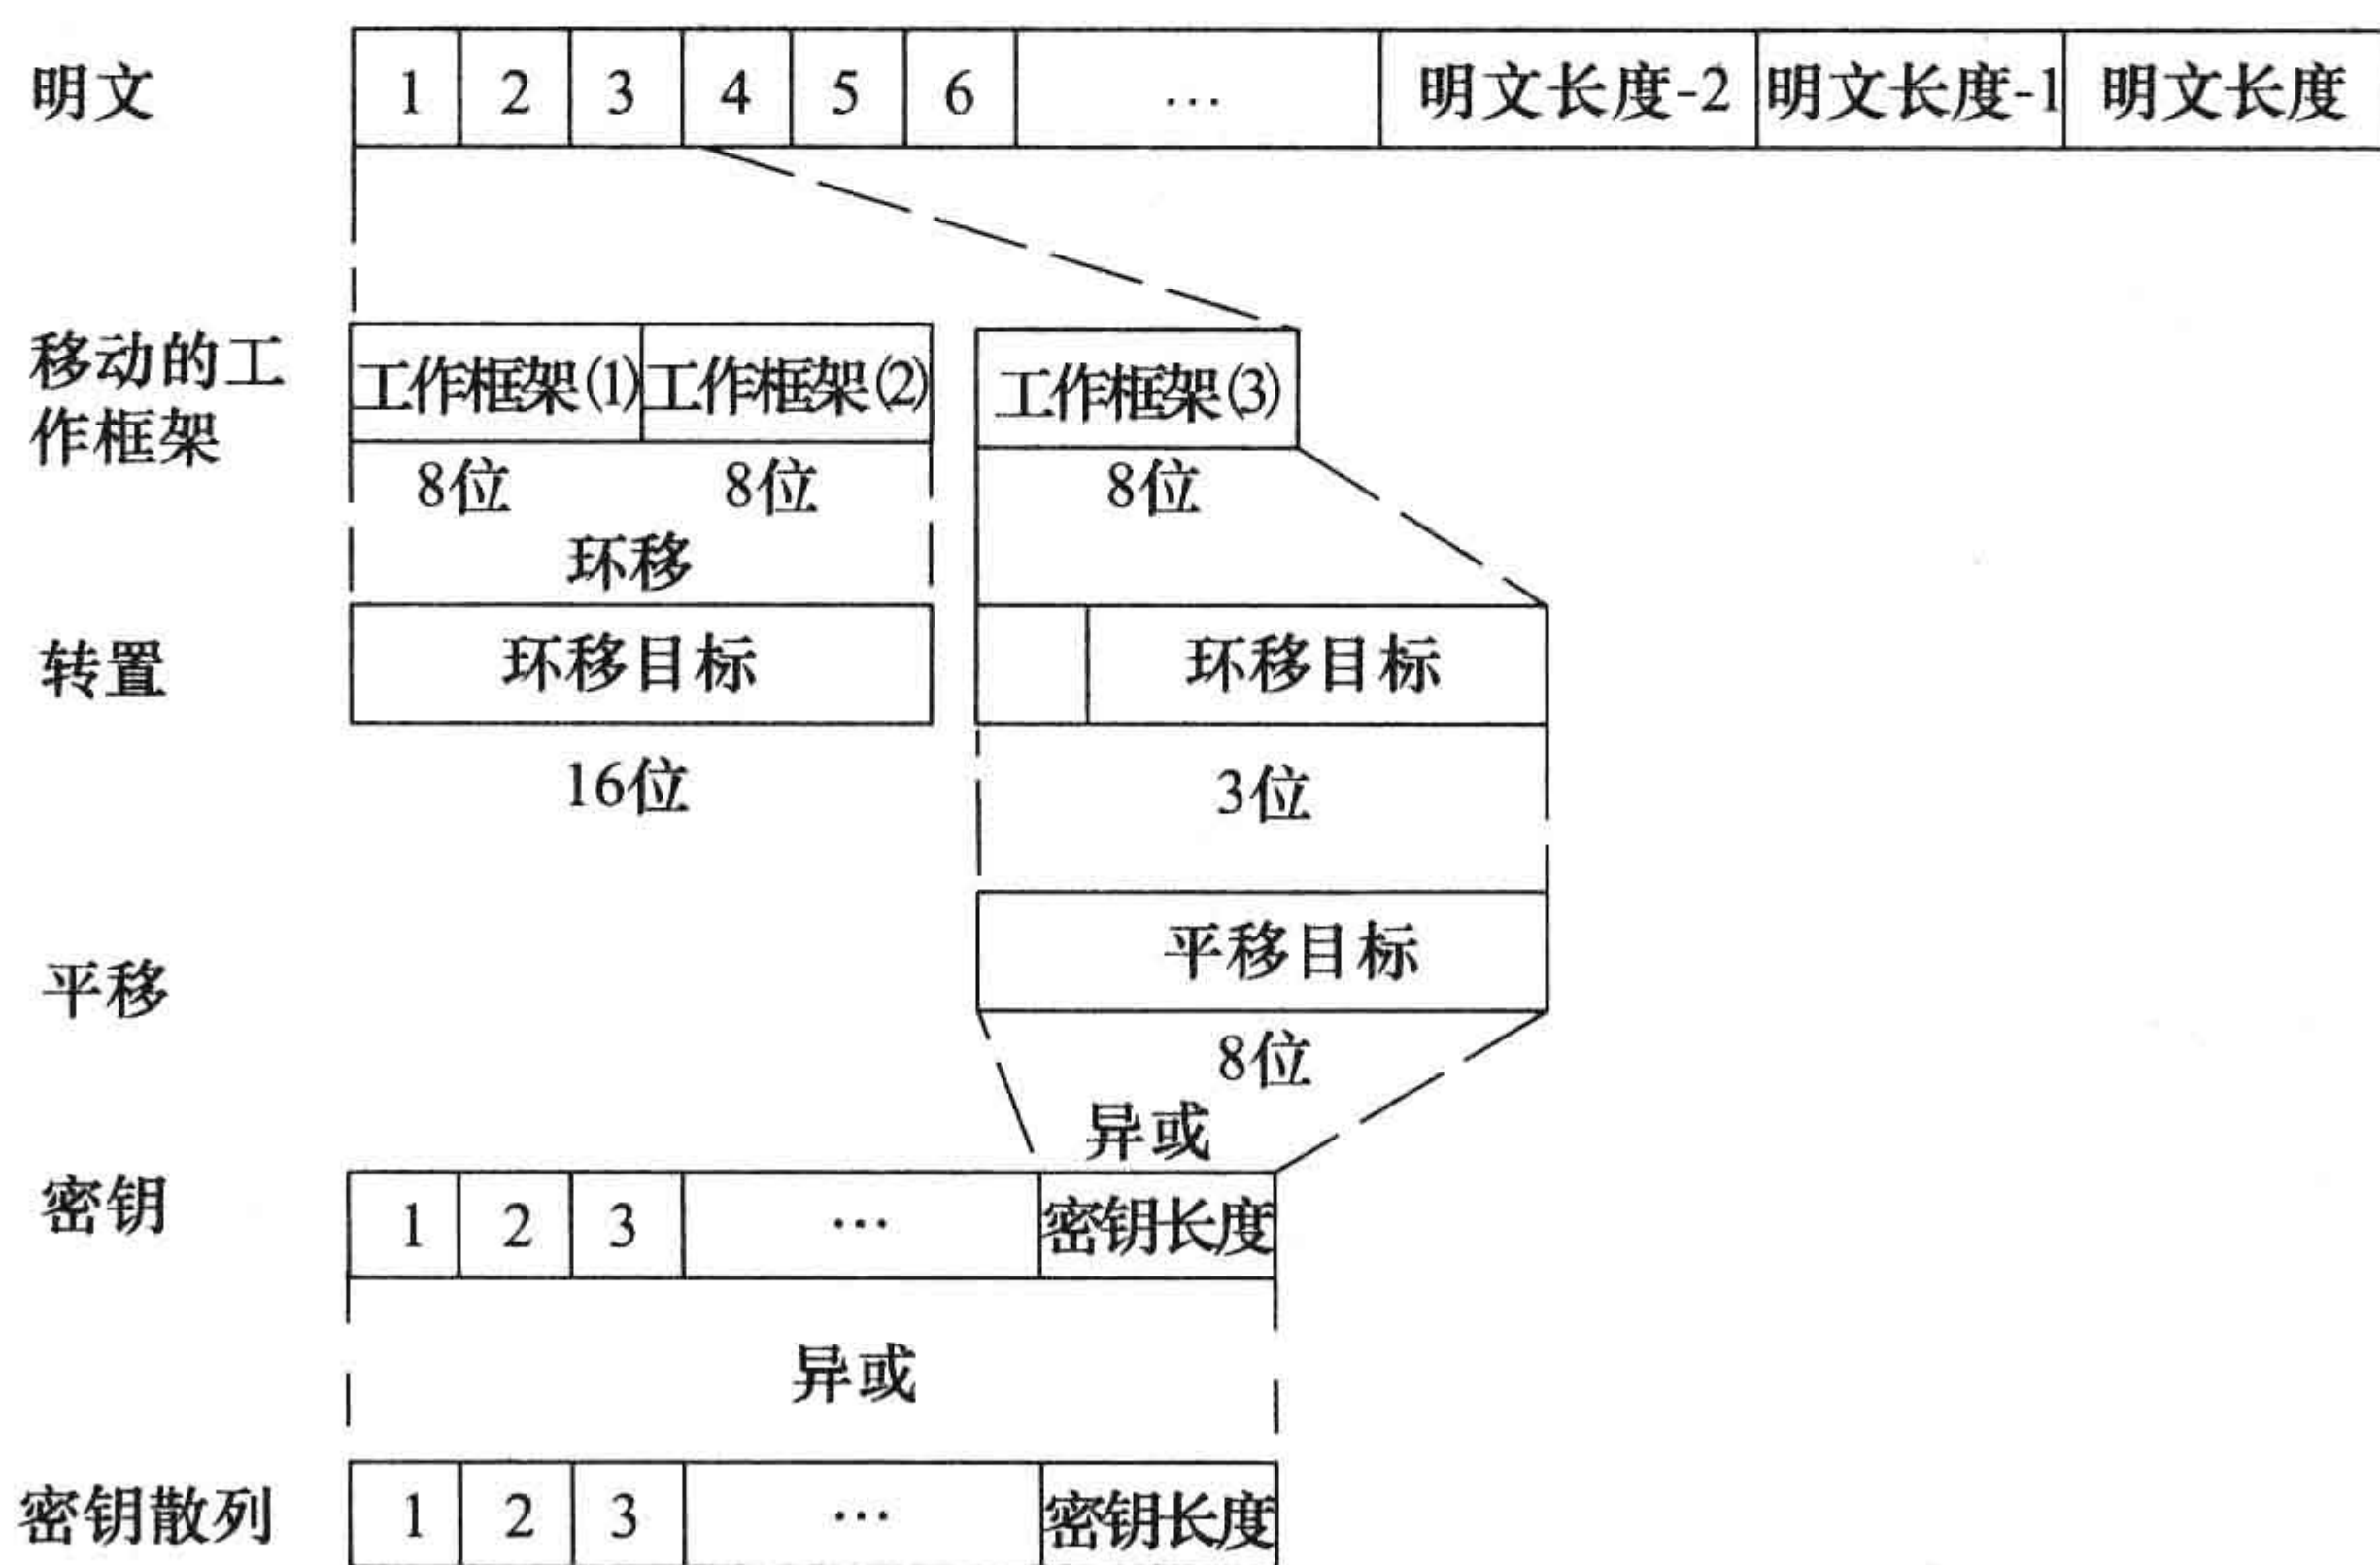 明文 1 2 3 4 5 6 … 明文长度-2 明文长度-1 明文长度
移动的工
作框架
工作框架(1) 工作框架(2) 工作框架(3)
8位 8位 8位
环移
转置 环移目标 环移目标
16位 3位
平移目标
平移
8位
异或
密钥 1 2 3 … 密钥长度
异或
密钥散列 1 2 3 … 密钥长度